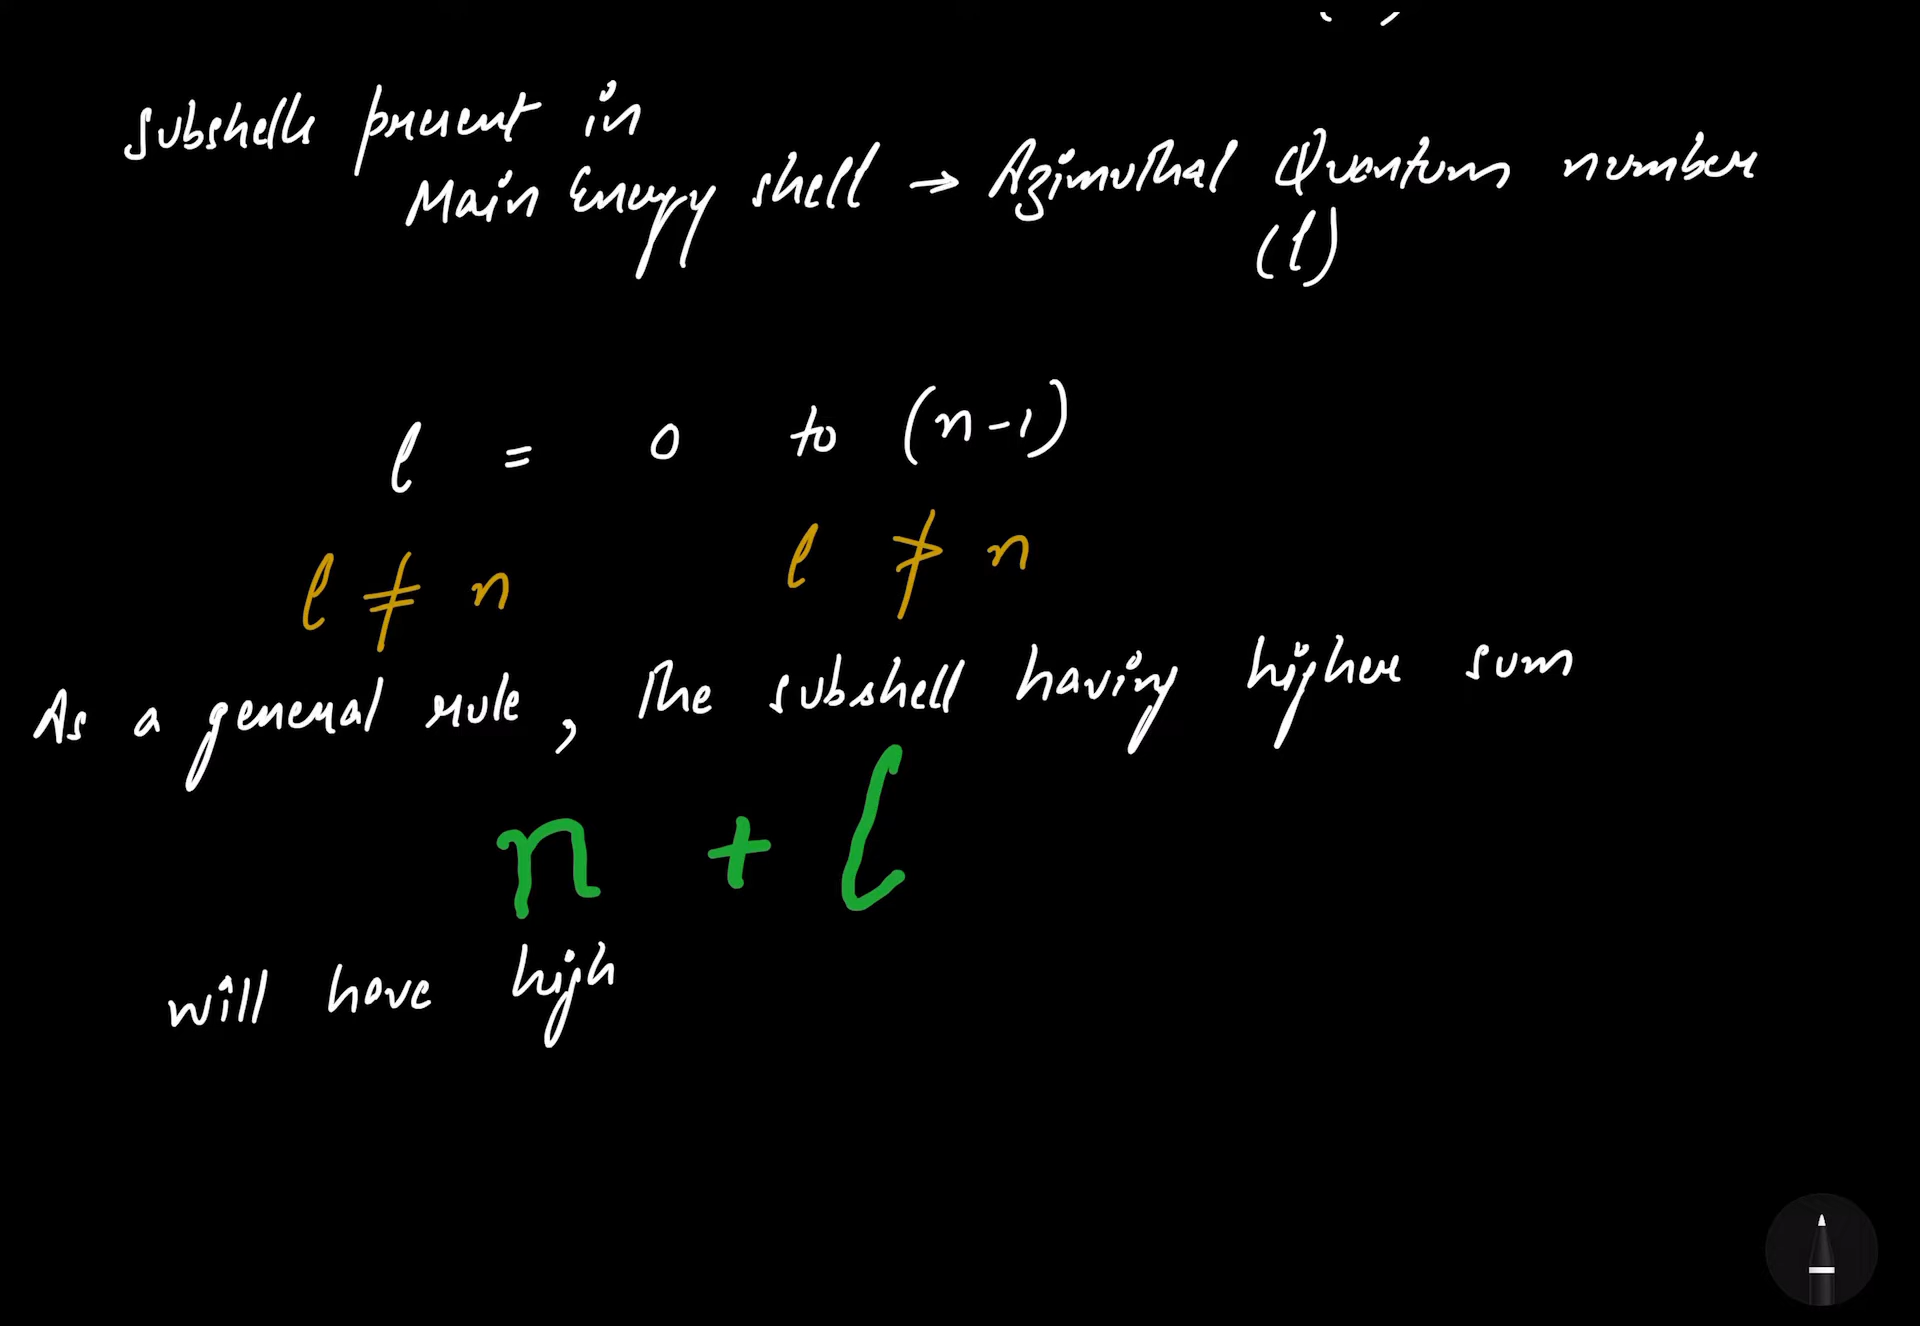 subshells present in
Main Energy shell → Azimuthal Quantum number
(l)
l = 0 to (n-1)
l ≠ n l ≯ n
As a general rule, the subshell having higher sum
n + l
will have high